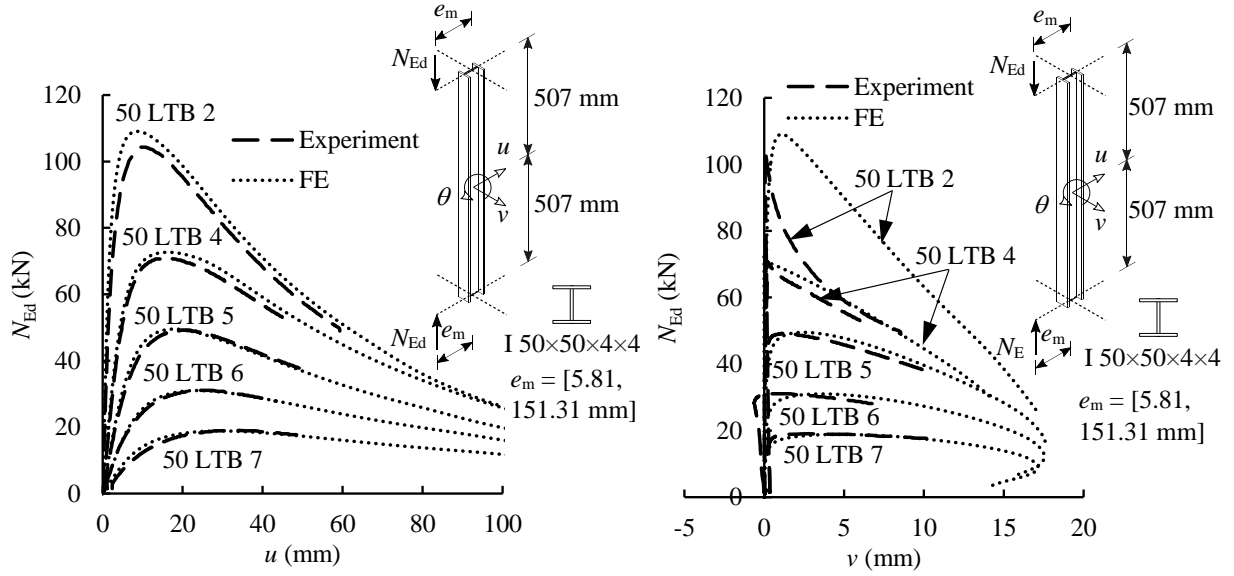 e_m
N_Ed
507 mm
120
50 LTB 2
Experiment
100
FE
u
80
θ
v
507 mm
50 LTB 4
N_Ed (kN)
60
50 LTB 5
N_Ed
e_m
40
50 LTB 6
I 50×50×4×4
e_m = [5.81,
151.31 mm]
20
50 LTB 7
0
0 20 40 60 80 100
u (mm)
e_m
N_Ed
507 mm
120
Experiment
FE
100
50 LTB 2
u
80
θ
v
507 mm
50 LTB 4
N_Ed (kN)
60
N_E
e_m
40
50 LTB 5
I 50×50×4×4
e_m = [5.81,
151.31 mm]
20
50 LTB 6
50 LTB 7
0
-5 0 5 10 15 20
v (mm)